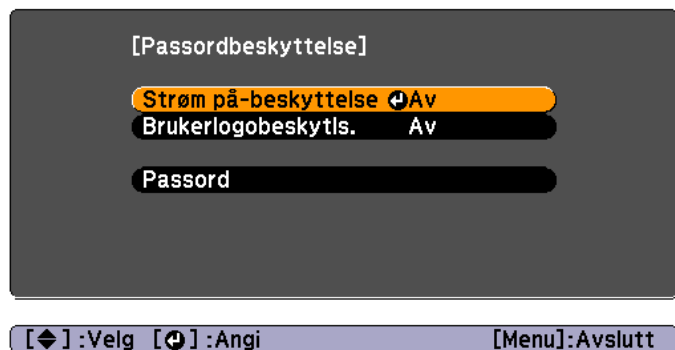 [Passordbeskyttelse]
Strøm på-beskyttelse Av
Brukerlogobeskytls. Av
Passord
[◆]:Velg [↵]:Angi [Menu]:Avslutt